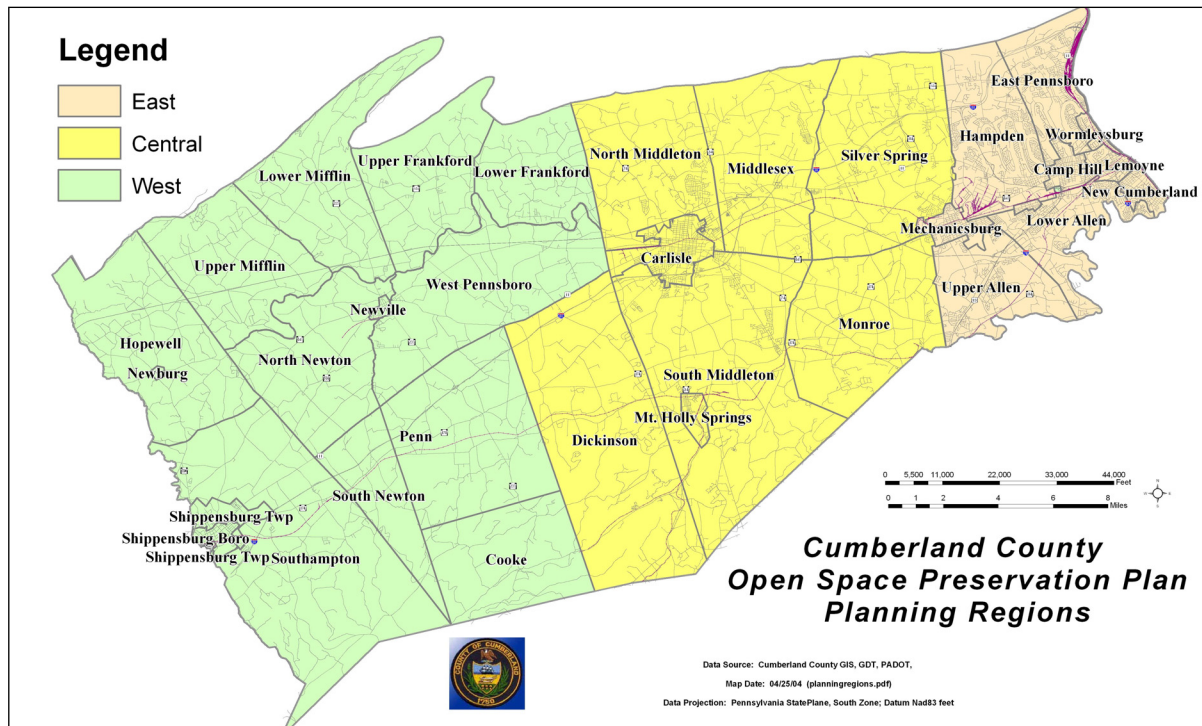 Legend
East
Central
West
East Pennsboro
Hampden
Wormleysburg
Camp Hill
Lemoyne
New Cumberland
Lower Allen
Mechanicsburg
Upper Allen
Silver Spring
Middlesex
North Middleton
Carlisle
Monroe
South Middleton
Mt. Holly Springs
Dickinson
Lower Frankford
Upper Frankford
Lower Mifflin
Upper Mifflin
West Pennsboro
Newville
Hopewell
Newburg
North Newton
Penn
South Newton
Shippensburg Twp
Shippensburg Boro
Shippensburg Twp
Southampton
Cooke
0 5,500 11,000 22,000 33,000 44,000
Feet
0 1 2 4 6 8
Miles
N
Cumberland County
Open Space Preservation Plan
Planning Regions
COUNTY OF CUMBERLAND
1750
Data Source: Cumberland County GIS, GDT, PADOT,
Map Date: 04/25/04 (planningregions.pdf)
Data Projection: Pennsylvania StatePlane, South Zone; Datum Nad83 feet